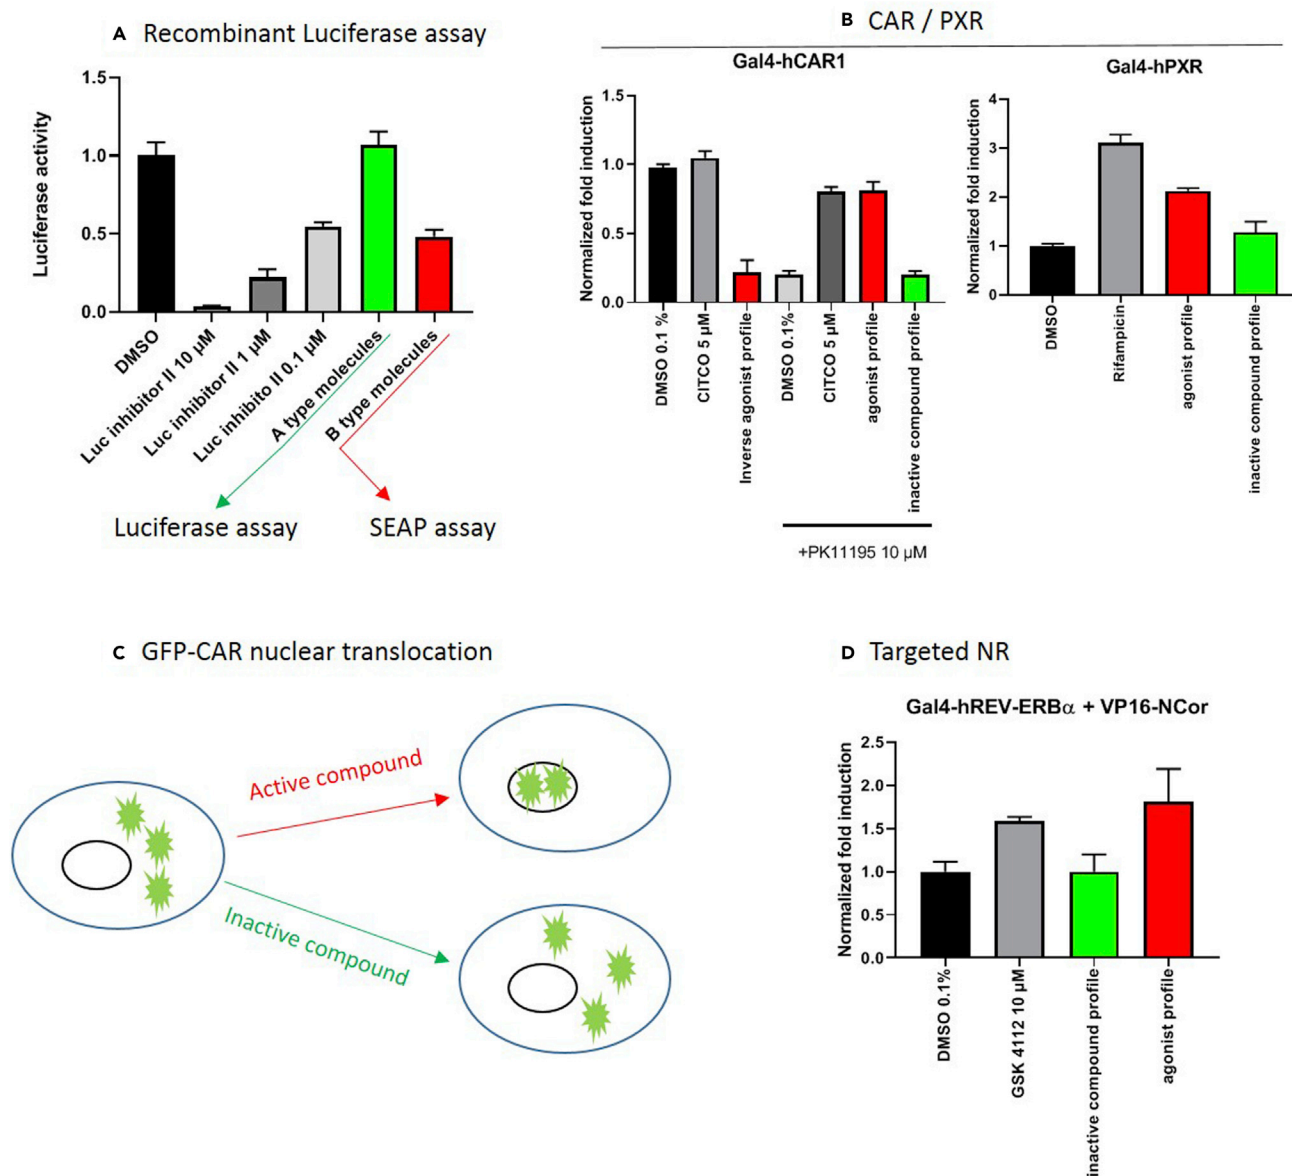 A Recombinant Luciferase assay
Luciferase activity
1.5
1.0
0.5
0.0
DMSO
Luc inhibitor II 10 µM
Luc inhibitor II 1 µM
Luc inhibito II 0.1 µM
A type molecules
B type molecules
Luciferase assay
SEAP assay
B CAR / PXR
Gal4-hCAR1
Normalized fold induction
1.5
1.0
0.5
0.0
DMSO 0.1 %
CITCO 5 µM
Inverse agonist profile
DMSO 0.1%
CITCO 5 µM
agonist profile
inactive compound profile
+PK11195 10 µM
Gal4-hPXR
Normalized fold induction
4
3
2
1
0
DMSO
Rifampicin
agonist profile
inactive compound profile
C GFP-CAR nuclear translocation
Active compound
Inactive compound
D Targeted NR
Gal4-hREV-ERBα + VP16-NCor
Normalized fold induction
2.5
2.0
1.5
1.0
0.5
0.0
DMSO 0.1%
GSK 4112 10 µM
inactive compound profile
agonist profile